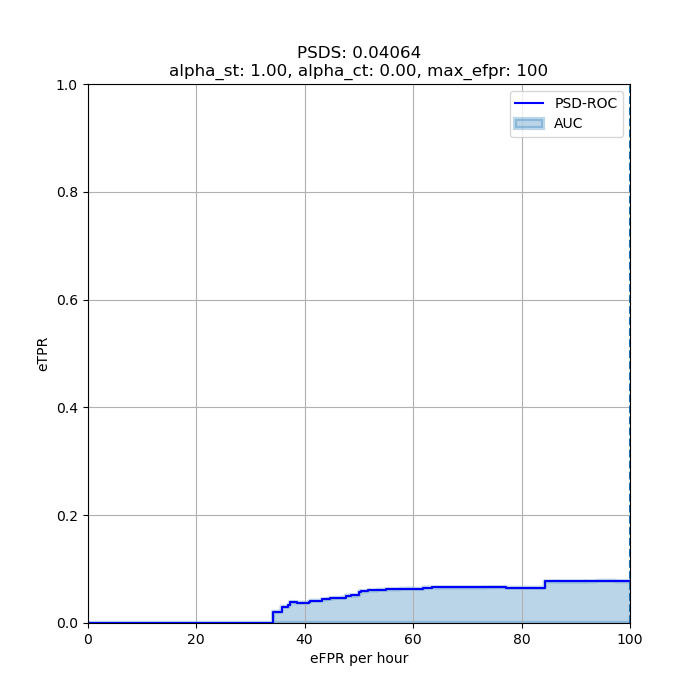 PSDS: 0.04064
alpha_st: 1.00, alpha_ct: 0.00, max_efpr: 100
PSD-ROC
AUC
1.0
0.8
0.6
0.4
0.2
0.0
eTPR
0 20 40 60 80 100
eFPR per hour